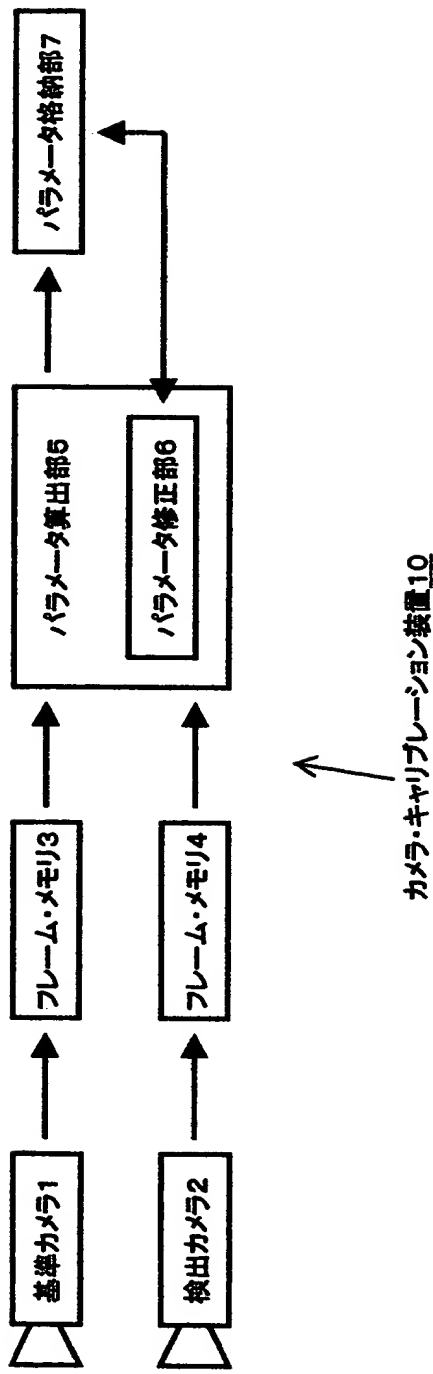 基準カメラ1
フレーム・メモリ3
パラメータ算出部5
パラメータ格納部7
検出カメラ2
フレーム・メモリ4
パラメータ修正部6
カメラ・キャリブレーション装置10